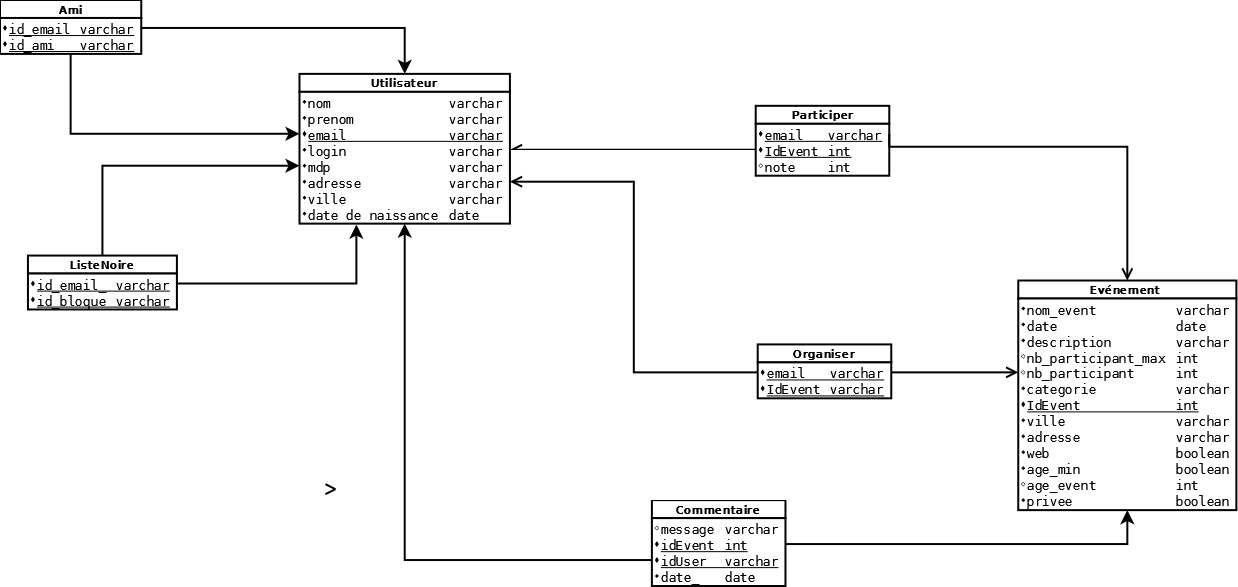 Ami
id_email varchar
id_ami varchar
Utilisateur
nom varchar
prenom varchar
email varchar
login varchar
mdp varchar
adresse varchar
ville varchar
date de naissance date
Participer
email varchar
IdEvent int
note int
ListeNoire
id_email_ varchar
id_bloque varchar
Evénement
nom_event varchar
date date
description varchar
nb_participant_max int
nb_participant int
categorie varchar
IdEvent int
ville varchar
adresse varchar
web boolean
age_min boolean
age_event int
privee boolean
Organiser
email varchar
IdEvent varchar
>
Commentaire
message varchar
idEvent int
idUser varchar
date_ date